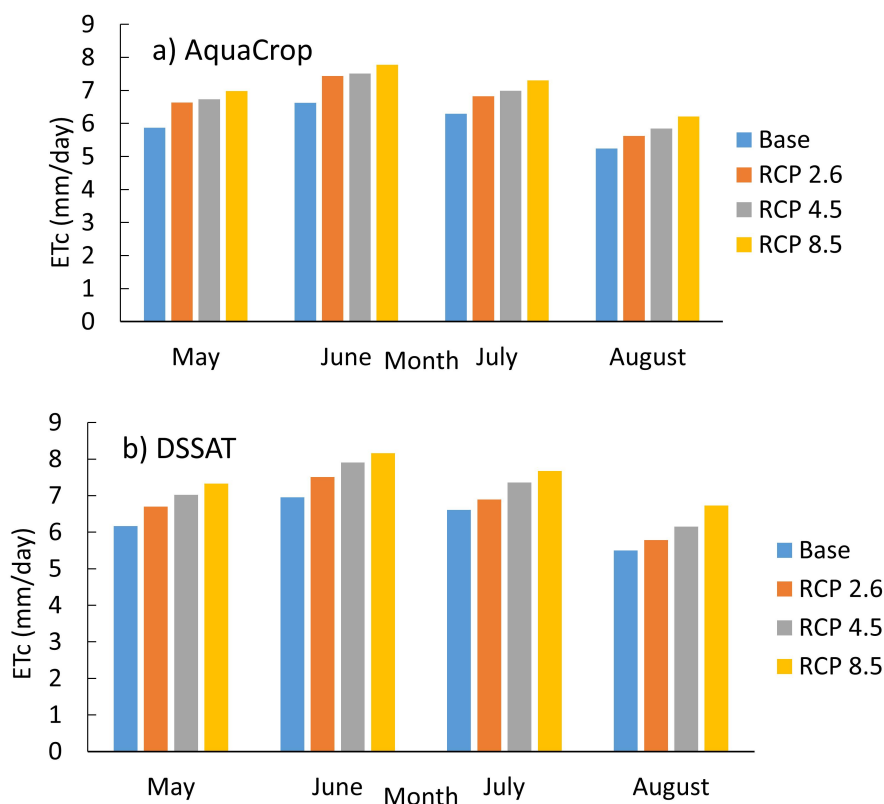 9
8
7
6
5
4
3
2
1
0
ETc (mm/day)
a) AquaCrop
Base
RCP 2.6
RCP 4.5
RCP 8.5
May June July August
Month
9
8
7
6
5
4
3
2
1
0
ETc (mm/day)
b) DSSAT
Base
RCP 2.6
RCP 4.5
RCP 8.5
May June July August
Month